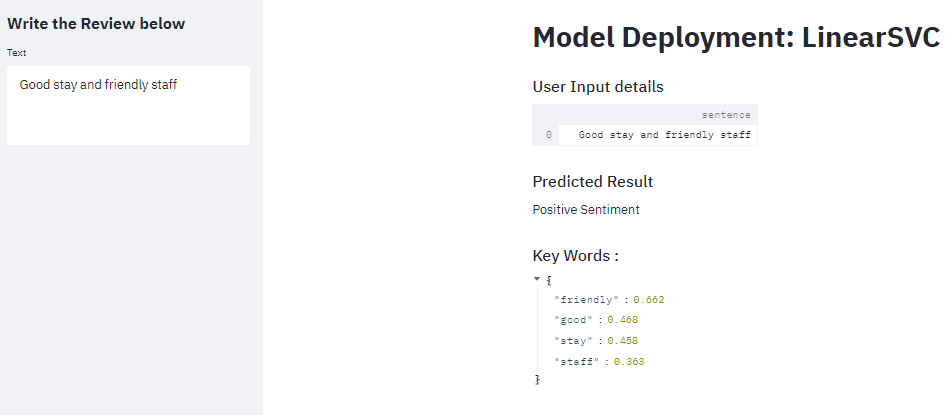 Write the Review below
Text
Good stay and friendly staff
Model Deployment: LinearSVC
User Input details
sentence
0 Good stay and friendly staff
Predicted Result
Positive Sentiment
Key Words :
{
"friendly" : 0.662
"good" : 0.468
"stay" : 0.458
"staff" : 0.363
}